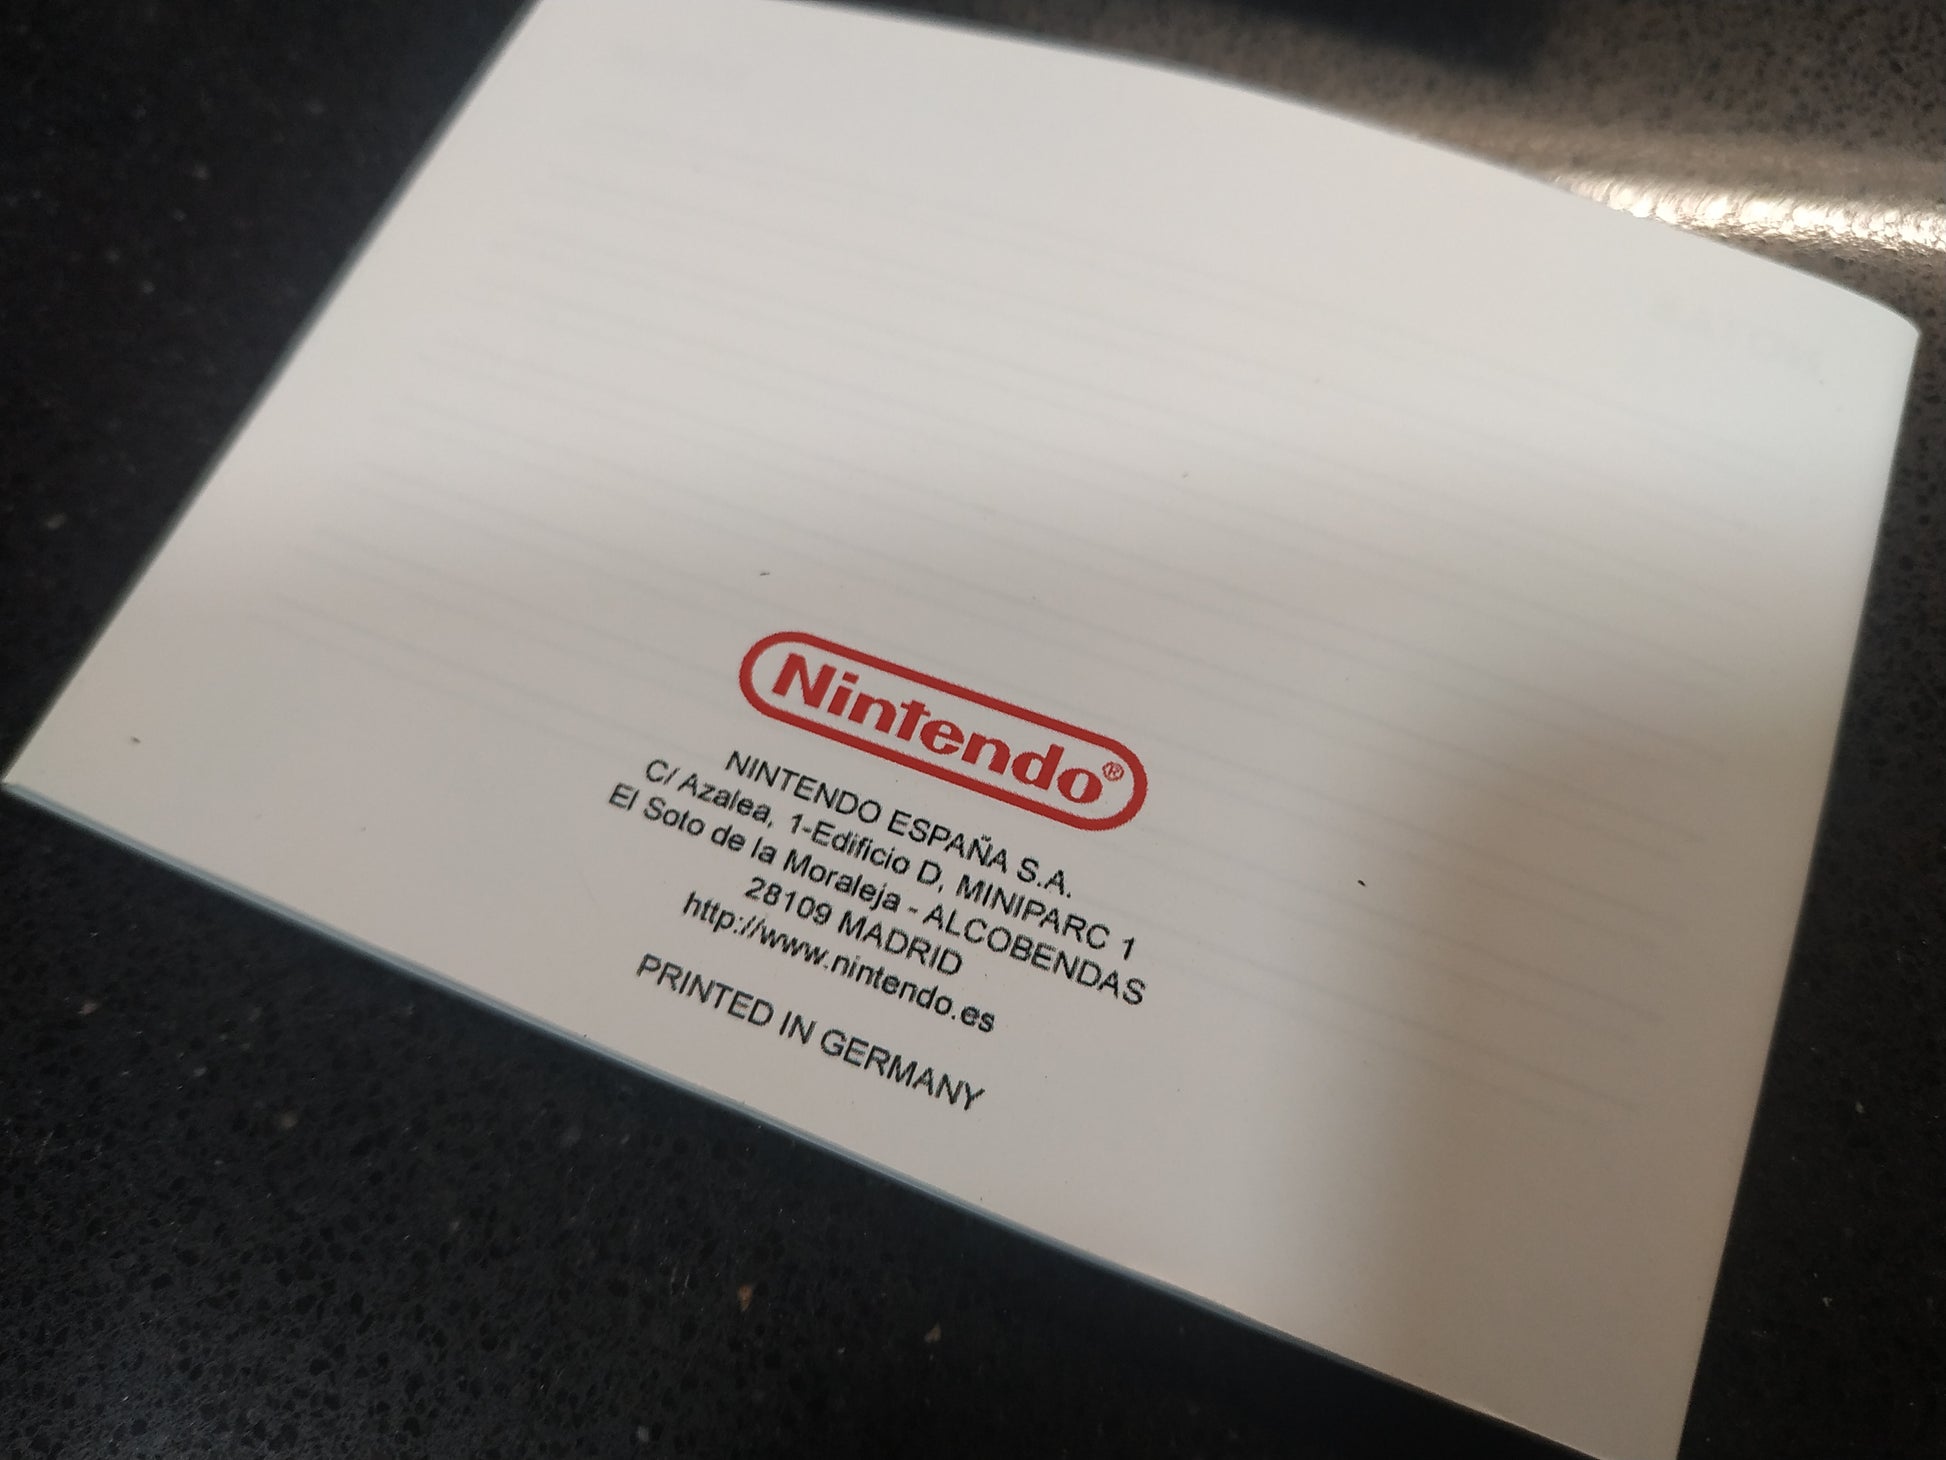 Nintendo®
NINTENDO ESPAÑA S.A.
C/ Azalea, 1-Edificio D, MINIPARC 1
El Soto de la Moraleja - ALCOBENDAS
28109 MADRID
http://www.nintendo.es
PRINTED IN GERMANY